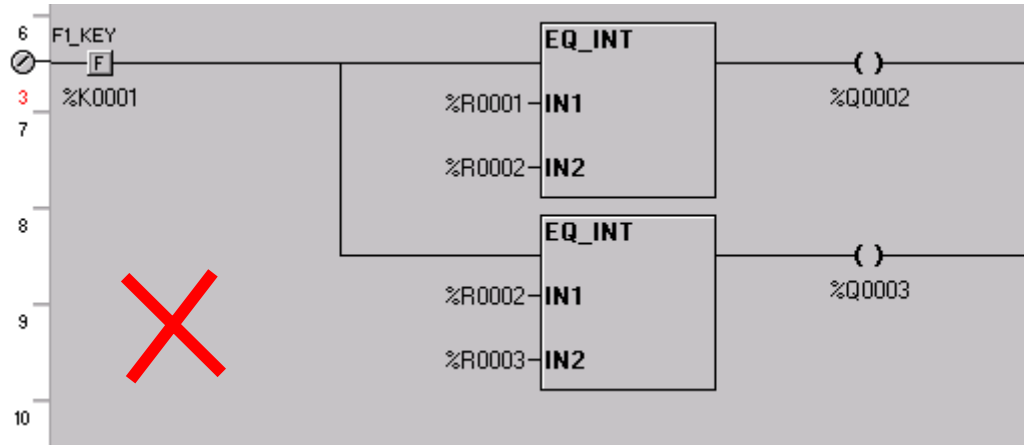 6 F1_KEY EQ_INT
F ( )
3 %K0001 %R0001 IN1 %Q0002
7
%R0002 IN2
8 EQ_INT
( )
%R0002 IN1 %Q0003
9
%R0003 IN2
10